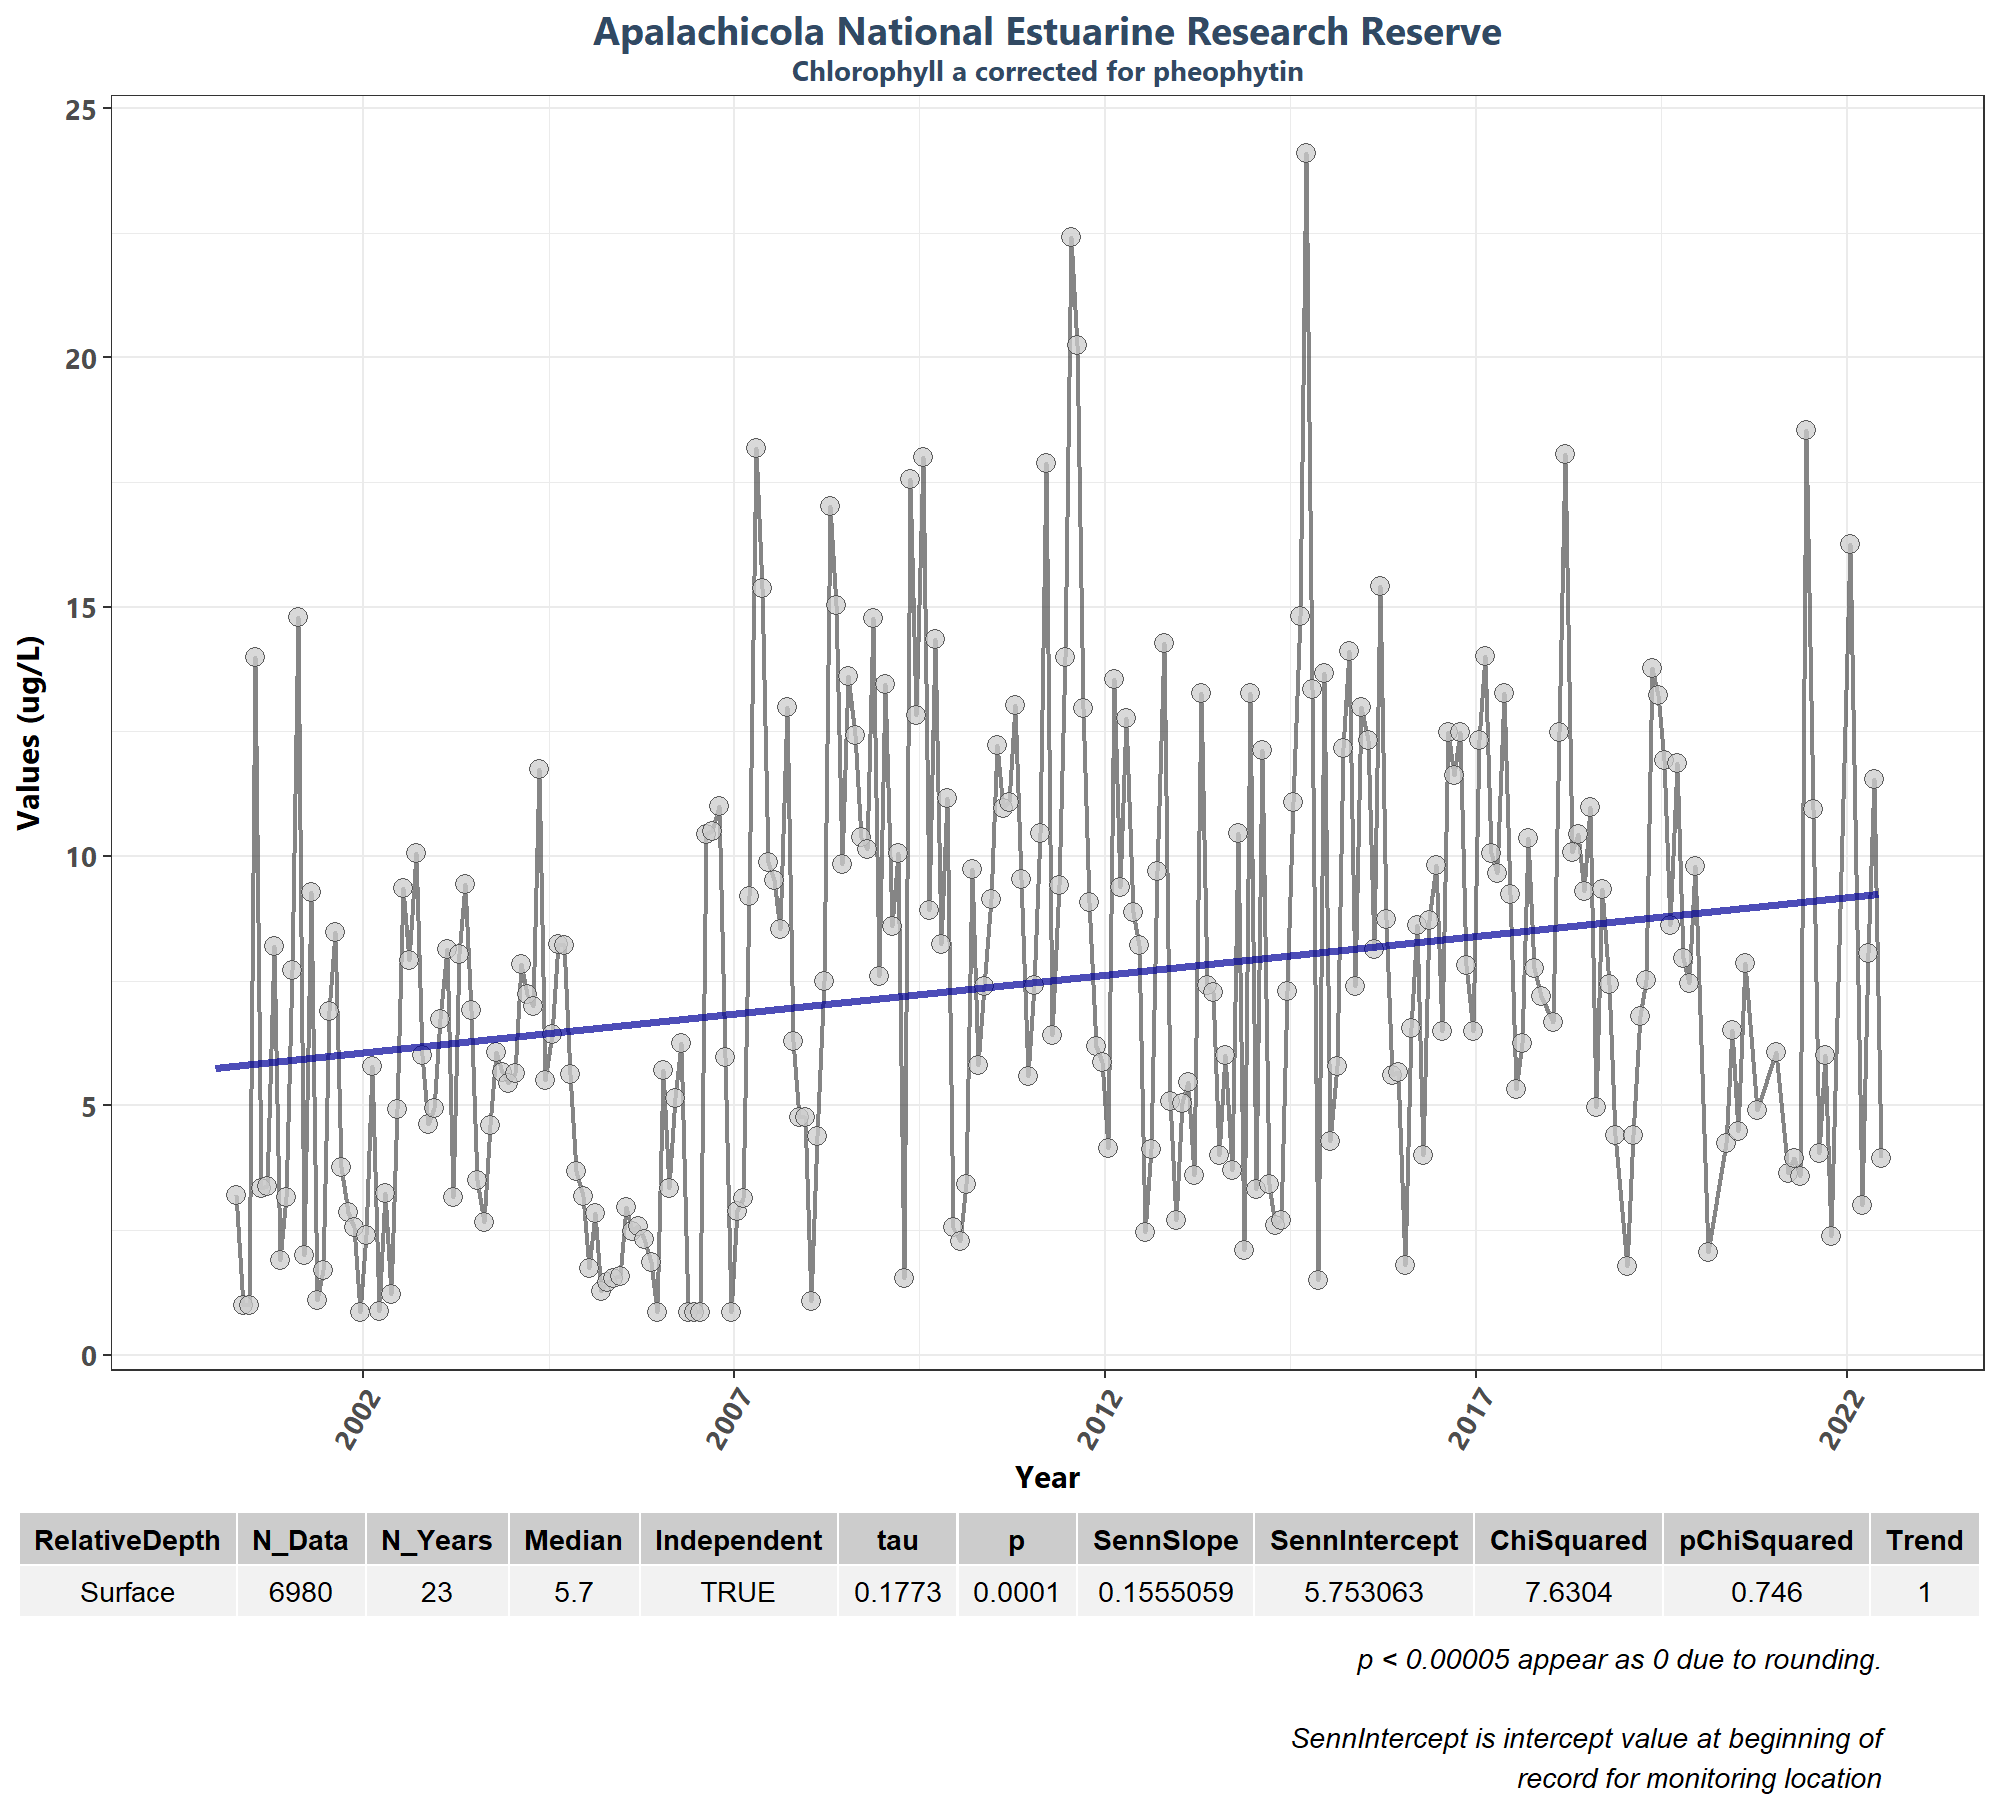 Apalachicola National Estuarine Research Reserve
Chlorophyll a corrected for pheophytin
Values (ug/L)
25
20
15
10
5
0
2002 2007 2012 2017 2022
Year
RelativeDepth N_Data N_Years Median Independent tau p SennSlope SennIntercept ChiSquared pChiSquared Trend
Surface 6980 23 5.7 TRUE 0.1773 0.0001 0.1555059 5.753063 7.6304 0.746 1
p < 0.00005 appear as 0 due to rounding.
SennIntercept is intercept value at beginning of
record for monitoring location